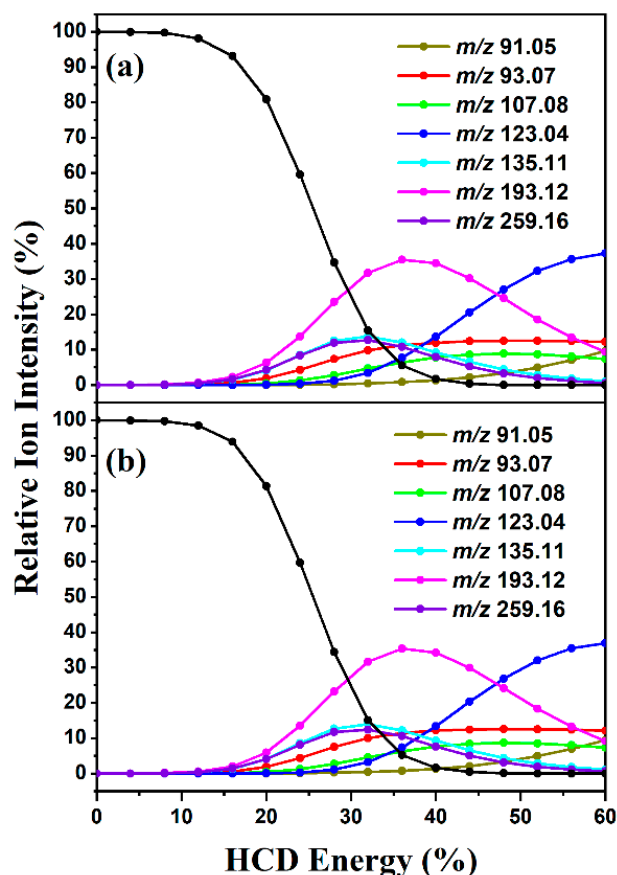 Relative Ion Intensity (%)
(a)
100
90
80
70
60
50
40
30
20
10
0
m/z 91.05
m/z 93.07
m/z 107.08
m/z 123.04
m/z 135.11
m/z 193.12
m/z 259.16
(b)
100
90
80
70
60
50
40
30
20
10
0
m/z 91.05
m/z 93.07
m/z 107.08
m/z 123.04
m/z 135.11
m/z 193.12
m/z 259.16
0 10 20 30 40 50 60
HCD Energy (%)